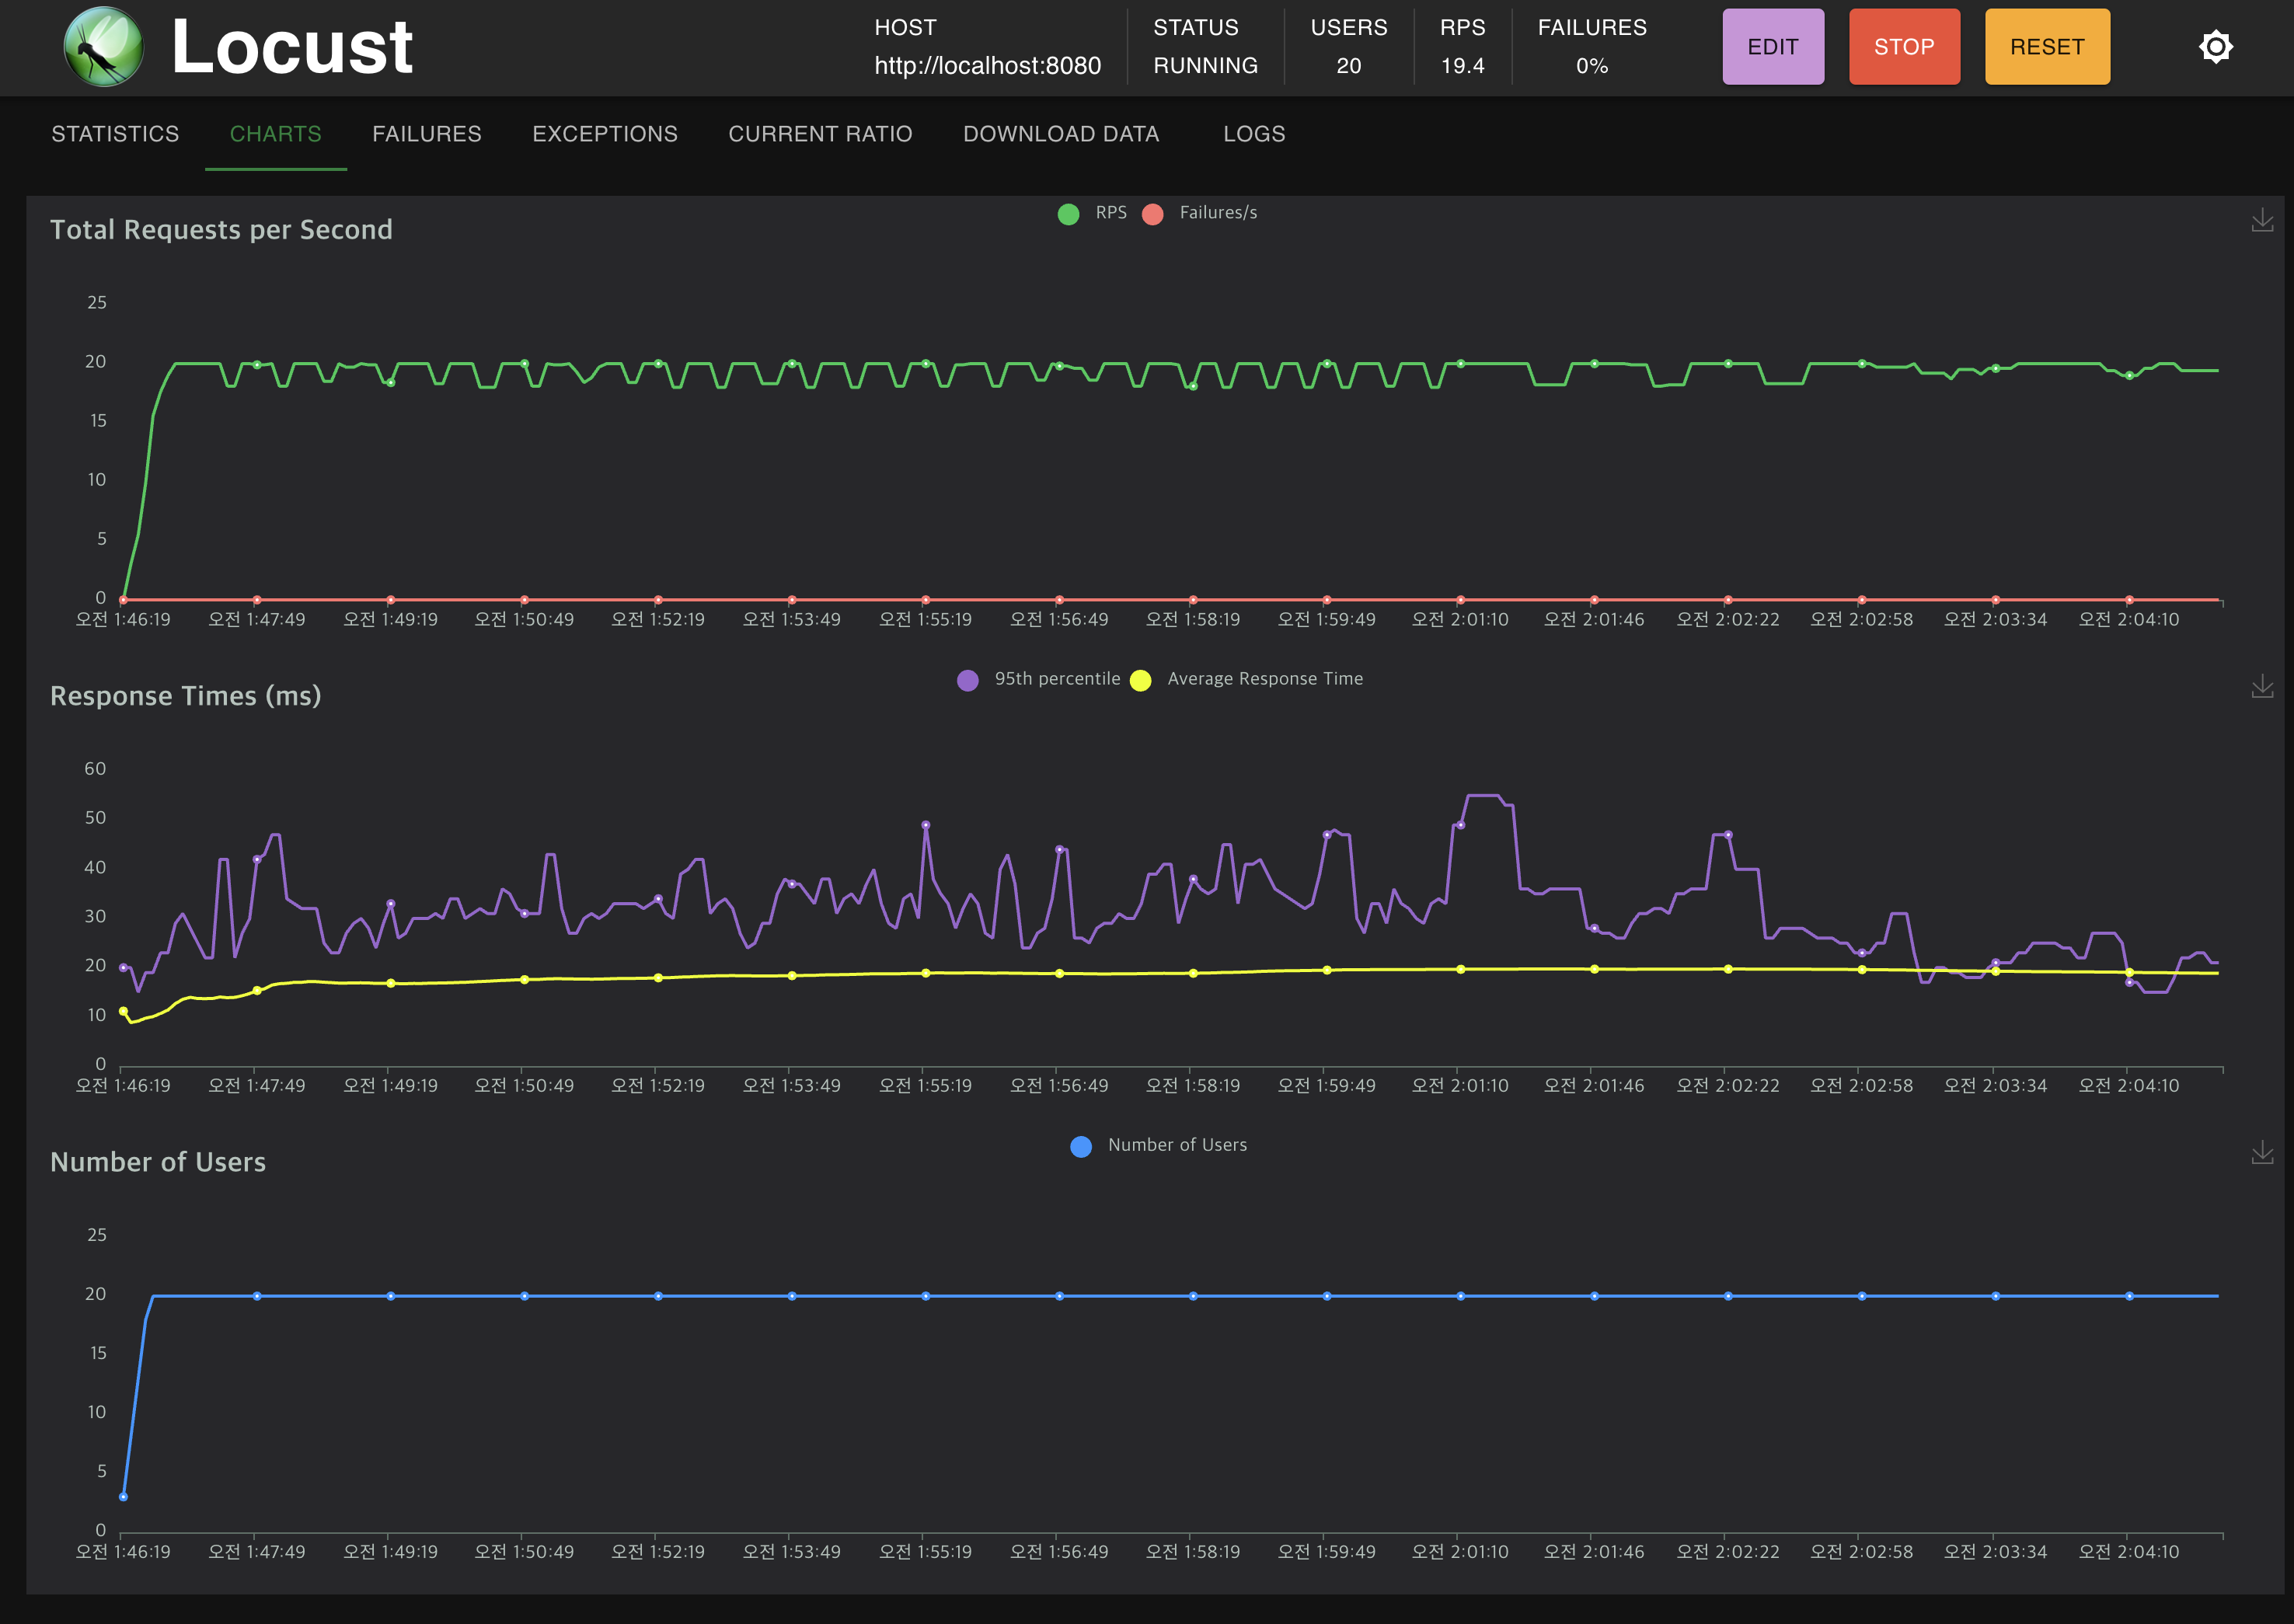 Locust
HOST
http://localhost:8080
STATUS
RUNNING
USERS
20
RPS
19.4
FAILURES
0%
EDIT
STOP
RESET
STATISTICS
CHARTS
FAILURES
EXCEPTIONS
CURRENT RATIO
DOWNLOAD DATA
LOGS
Total Requests per Second
RPS
Failures/s
25
20
15
10
5
0
오전 1:46:19
오전 1:47:49
오전 1:49:19
오전 1:50:49
오전 1:52:19
오전 1:53:49
오전 1:55:19
오전 1:56:49
오전 1:58:19
오전 1:59:49
오전 2:01:10
오전 2:01:46
오전 2:02:22
오전 2:02:58
오전 2:03:34
오전 2:04:10
Response Times (ms)
95th percentile
Average Response Time
60
50
40
30
20
10
0
오전 1:46:19
오전 1:47:49
오전 1:49:19
오전 1:50:49
오전 1:52:19
오전 1:53:49
오전 1:55:19
오전 1:56:49
오전 1:58:19
오전 1:59:49
오전 2:01:10
오전 2:01:46
오전 2:02:22
오전 2:02:58
오전 2:03:34
오전 2:04:10
Number of Users
Number of Users
25
20
15
10
5
0
오전 1:46:19
오전 1:47:49
오전 1:49:19
오전 1:50:49
오전 1:52:19
오전 1:53:49
오전 1:55:19
오전 1:56:49
오전 1:58:19
오전 1:59:49
오전 2:01:10
오전 2:01:46
오전 2:02:22
오전 2:02:58
오전 2:03:34
오전 2:04:10